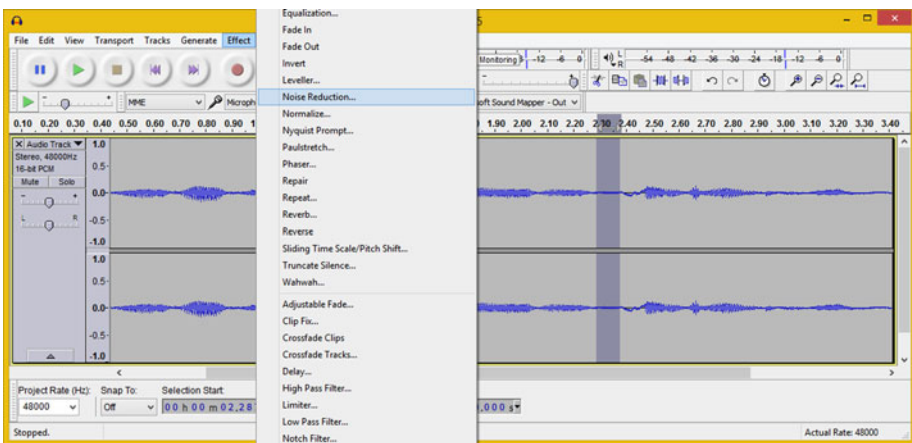 5
File Edit View Transport Tracks Generate Effect
Equalization...
Fade In
Fade Out
Invert
Leveller...
Noise Reduction...
Normalize...
Nyquist Prompt...
Paulstretch...
Phaser...
Repair
Repeat...
Reverb...
Reverse
Sliding Time Scale/Pitch Shift...
Truncate Silence...
Wahwah...
Adjustable Fade...
Clip Fix...
Crossfade Clips
Crossfade Tracks...
Delay...
High Pass Filter...
Limiter...
Low Pass Filter...
Notch Filter...
Monitoring -12 -6 0
L
R
-54 -48 -42 -36 -30 -24 -18 -12 -6 0
MME
Microph
oft Sound Mapper - Out
0.10 0.20 0.30 0.40 0.50 0.60 0.70 0.80 0.90 1
1.90 2.00 2.10 2.20 2.30 2.40 2.50 2.60 2.70 2.80 2.90 3.00 3.10 3.20 3.30 3.40
X Audio Track
Stereo, 48000Hz
16-bit PCM
Mute Solo
- +
L R
1.0
0.5-
0.0-
-0.5-
-1.0
1.0
0.5-
0.0-
-0.5-
-1.0
Project Rate (Hz): Snap To: Selection Start
48000 Off 00 h 00 m 02,28
,000 s
Stopped. Actual Rate: 48000